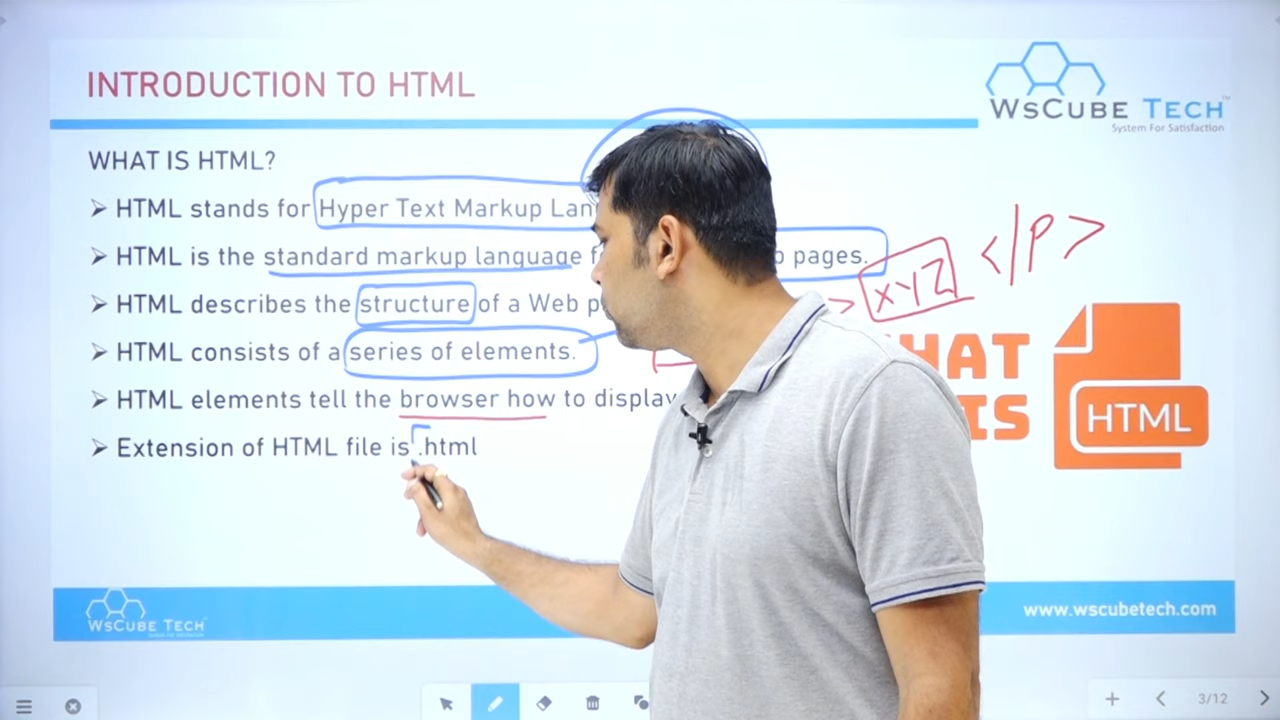 INTRODUCTION TO HTML
WSCUBE TECH™
System For Satisfaction
WHAT IS HTML?
➤ HTML stands for Hyper Text Markup Lan
➤ HTML is the standard markup language f b pages.
➤ HTML describes the structure of a Web p
> XYZ </P>
➤ HTML consists of a series of elements.
➤ HTML elements tell the browser how to display
➤ Extension of HTML file is .html
HAT
IS
HTML
WSCUBE TECH
www.wscubetech.com
3/12